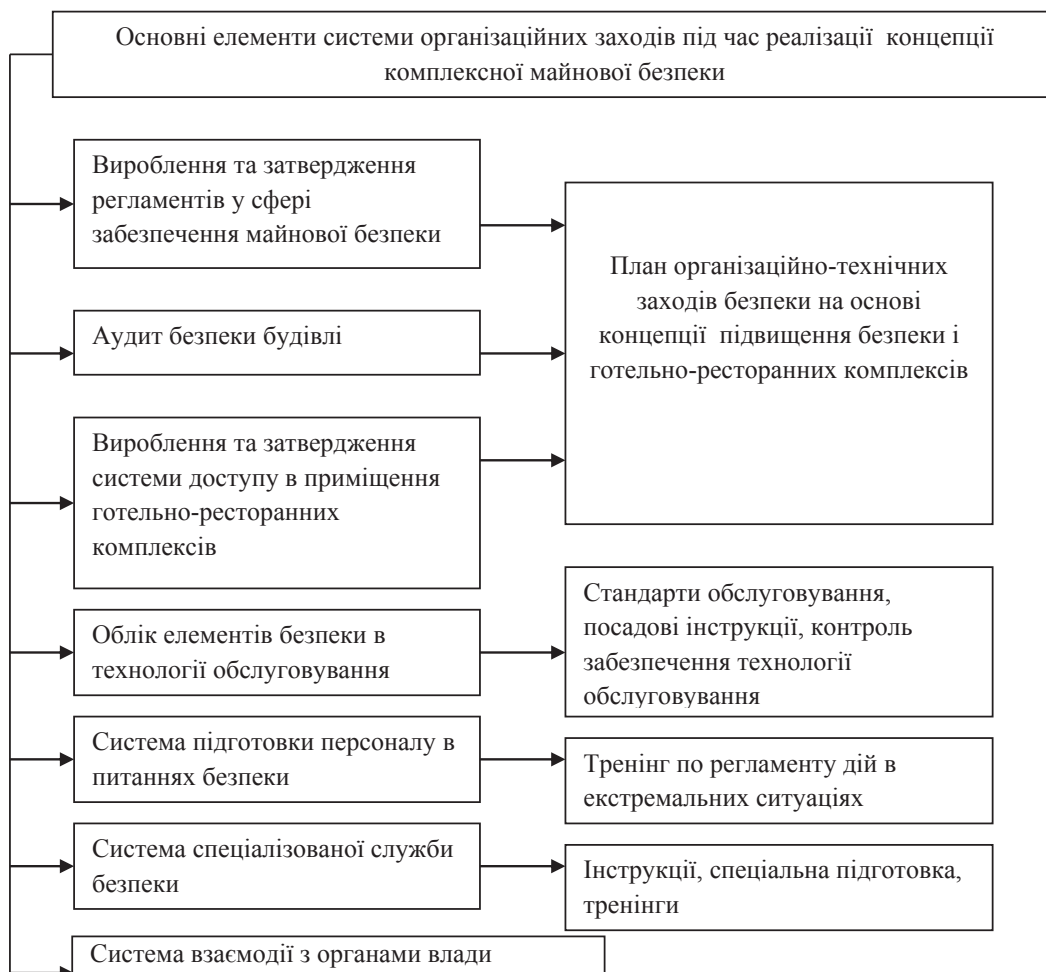 Основні елементи системи організаційних заходів під час реалізації концепції
комплексної майнової безпеки
Вироблення та затвердження
регламентів у сфері
забезпечення майнової безпеки
План організаційно-технічних
заходів безпеки на основі
концепції підвищення безпеки і
готельно-ресторанних комплексів
Аудит безпеки будівлі
Вироблення та затвердження
системи доступу в приміщення
готельно-ресторанних
комплексів
Облік елементів безпеки в
технології обслуговування
Стандарти обслуговування,
посадові інструкції, контроль
забезпечення технології
обслуговування
Система підготовки персоналу в
питаннях безпеки
Тренінг по регламенту дій в
екстремальних ситуаціях
Система спеціалізованої служби
безпеки
Інструкції, спеціальна підготовка,
тренінги
Система взаємодії з органами влади